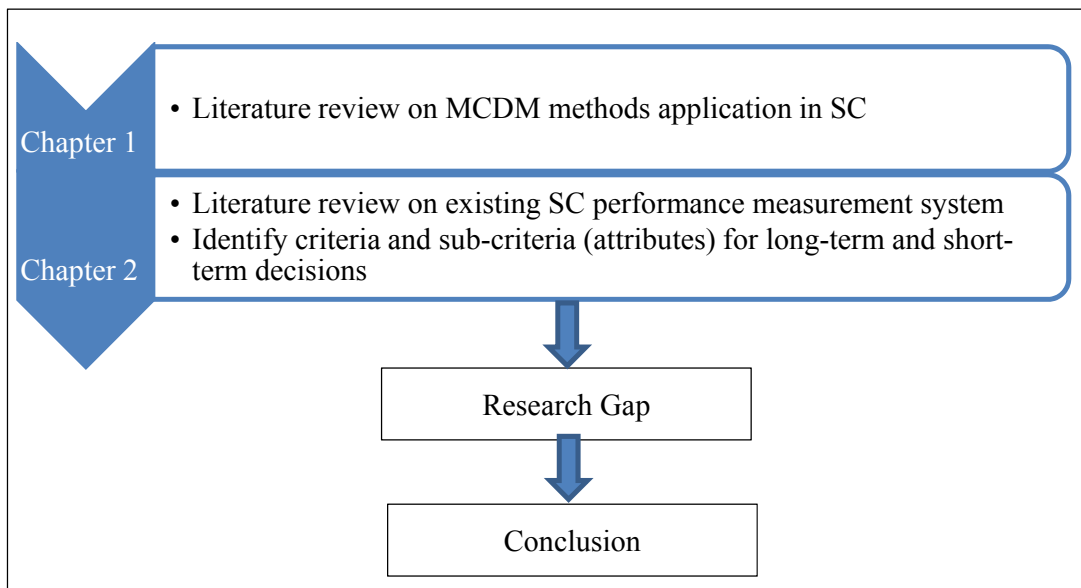 Chapter 1
• Literature review on MCDM methods application in SC
Chapter 2
• Literature review on existing SC performance measurement system
• Identify criteria and sub-criteria (attributes) for long-term and short-
term decisions
Research Gap
Conclusion